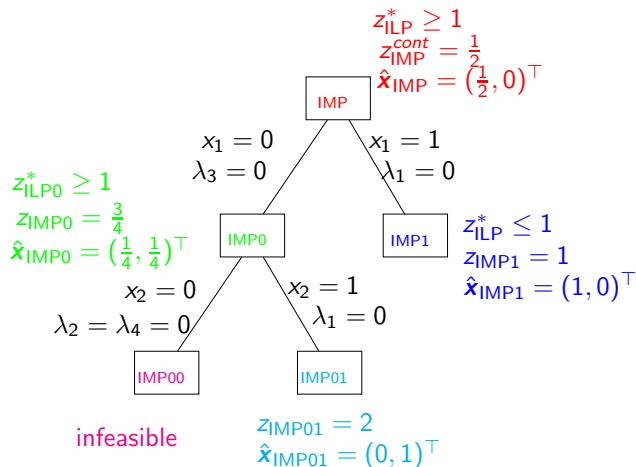 z*ILP ≥ 1
z^cont_IMP = 1/2
x̂IMP = (1/2, 0)⊤
IMP
x1 = 0
λ3 = 0
x1 = 1
λ1 = 0
z*ILP0 ≥ 1
zIMP0 = 3/4
x̂IMP0 = (1/4, 1/4)⊤
IMP0
IMP1
z*ILP ≤ 1
zIMP1 = 1
x̂IMP1 = (1, 0)⊤
x2 = 0
λ2 = λ4 = 0
x2 = 1
λ1 = 0
IMP00
IMP01
infeasible
zIMP01 = 2
x̂IMP01 = (0, 1)⊤